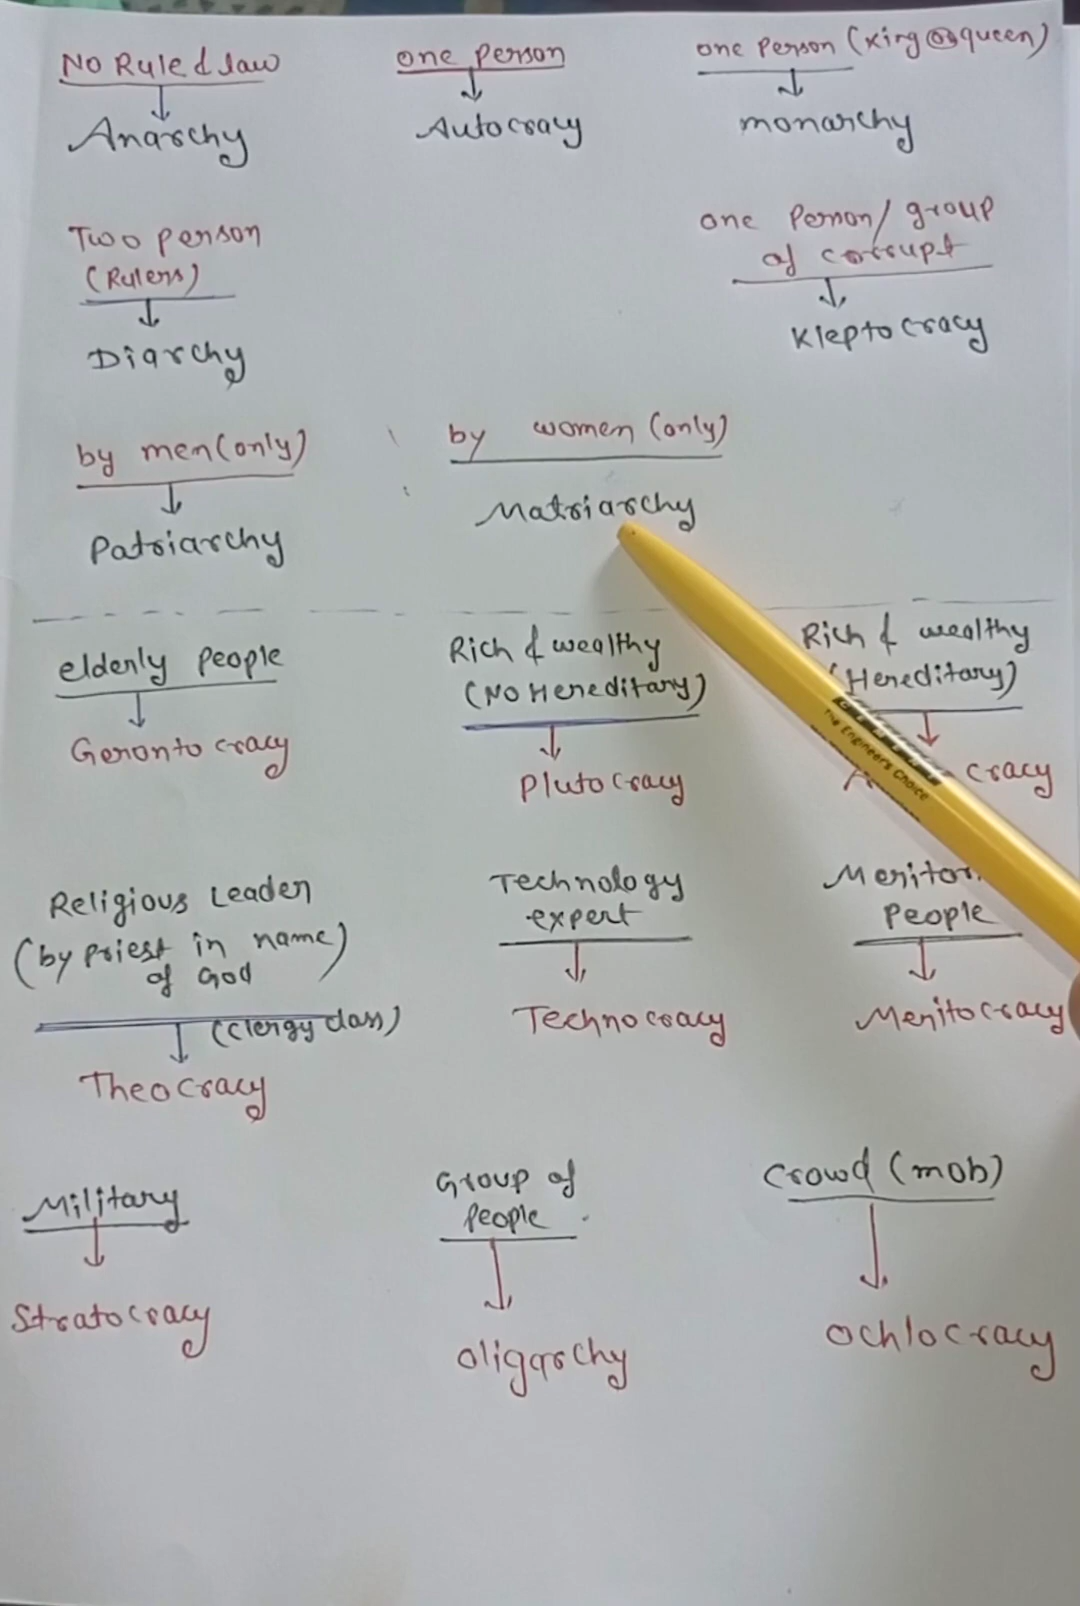 No Rule & law
Anarchy
one person
Autocracy
one person (King or queen)
monarchy
Two person
(Rulers)
Diarchy
one Person/ group
of corrupt
Kleptocracy
by men (only)
Patriarchy
by women (only)
Matriarchy
elderly people
Gerontocracy
Rich & wealthy
(No Hereditary)
Plutocracy
Rich & wealthy
(Hereditary)
cracy
Religious Leader
(by Priest in name
of God)
(Clergy class)
Theocracy
Technology
expert
Technocracy
People
Meritocracy
Military
Stratocracy
Group of
People
Oligarchy
Crowd (mob)
Ochlocracy
The Engineer's Choice